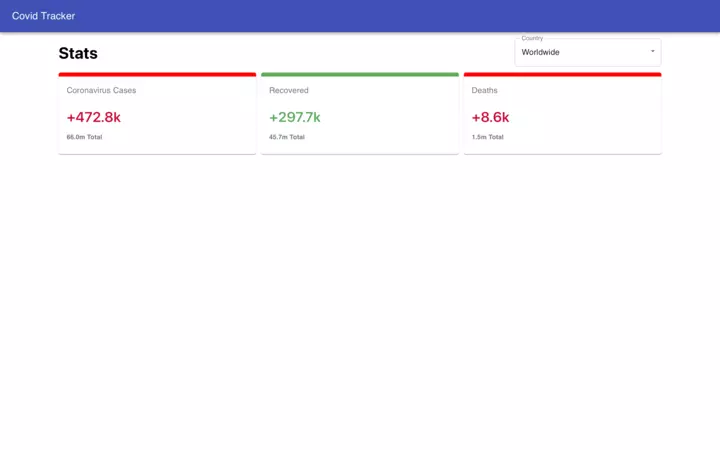 Covid Tracker
Stats
Country
Worldwide
Coronavirus Cases
+472.8k
66.0m Total
Recovered
+297.7k
45.7m Total
Deaths
+8.6k
1.5m Total